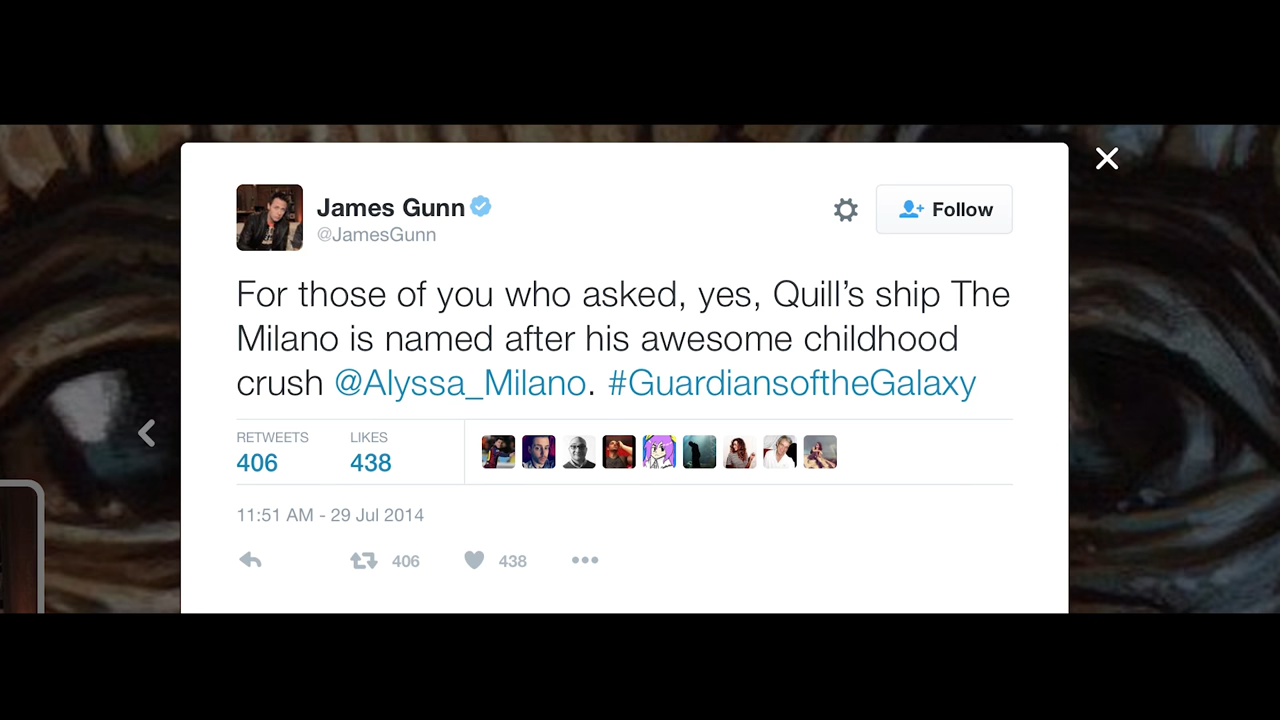 James Gunn
@JamesGunn
Follow
For those of you who asked, yes, Quill’s ship The
Milano is named after his awesome childhood
crush @Alyssa_Milano. #GuardiansoftheGalaxy
RETWEETS LIKES
406 438
11:51 AM - 29 Jul 2014
406 438